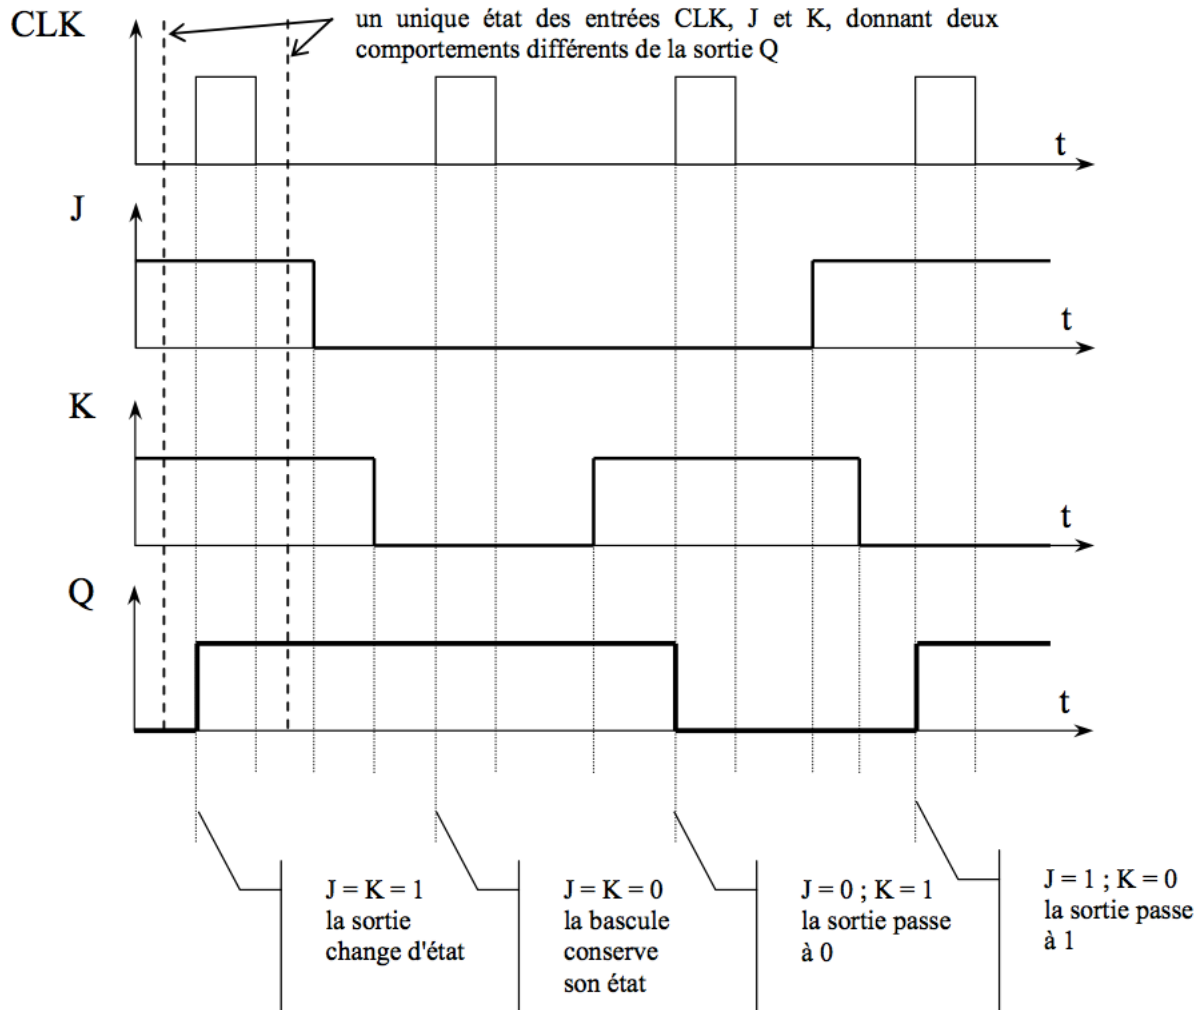 CLK
un unique état des entrées CLK, J et K, donnant deux
comportements différents de la sortie Q
t
J
t
K
t
Q
t
J = K = 1
la sortie
change d'état
J = K = 0
la bascule
conserve
son état
J = 0 ; K = 1
la sortie passe
à 0
J = 1 ; K = 0
la sortie passe
à 1